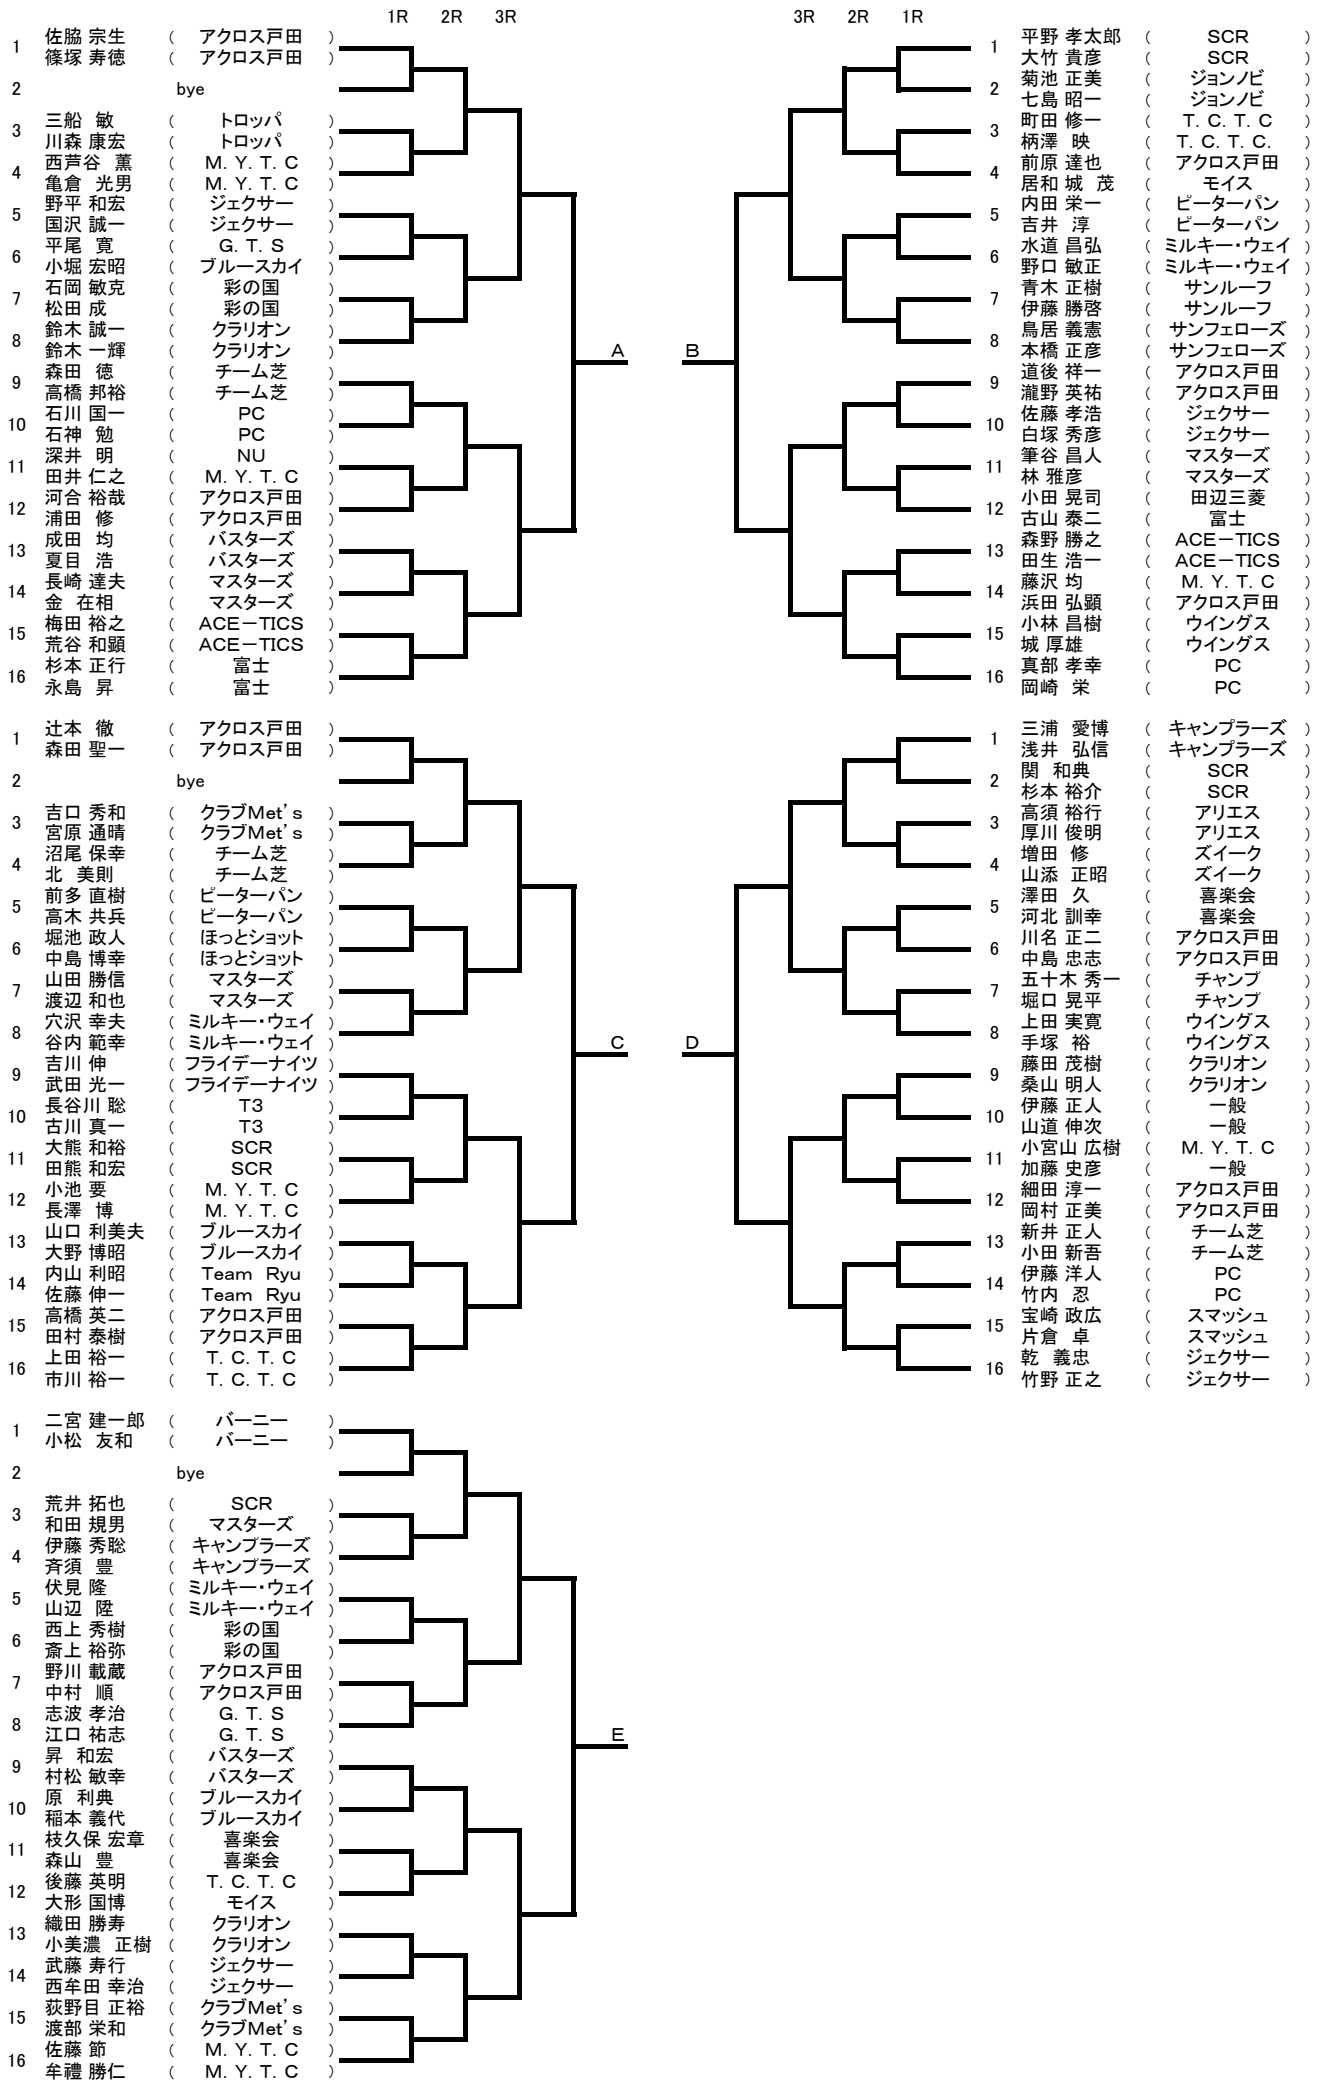 1R 2R 3R
1 佐脇 宗生 ( アクロス戸田 )
篠塚 寿徳 ( アクロス戸田 )
2 bye
3 三船 敏 ( トロッパ )
川森 康宏 ( トロッパ )
4 西芦谷 薫 ( M. Y. T. C )
亀倉 光男 ( M. Y. T. C )
5 野平 和宏 ( ジェクサー )
国沢 誠一 ( ジェクサー )
6 平尾 寛 ( G. T. S )
小堀 宏昭 ( ブルースカイ )
7 石岡 敏克 ( 彩の国 )
松田 成 ( 彩の国 )
8 鈴木 誠一 ( クラリオン )
鈴木 一輝 ( クラリオン )
9 森田 徳 ( チーム芝 )
高橋 邦裕 ( チーム芝 )
10 石川 国一 ( PC )
石神 勉 ( PC )
11 深井 明 ( NU )
田井 仁之 ( M. Y. T. C )
12 河合 裕哉 ( アクロス戸田 )
浦田 修 ( アクロス戸田 )
13 成田 均 ( バスターズ )
夏目 浩 ( バスターズ )
14 長崎 達夫 ( マスターズ )
金 在相 ( マスターズ )
15 梅田 裕之 ( ACE-TICS )
荒谷 和顕 ( ACE-TICS )
16 杉本 正行 ( 富士 )
永島 昇 ( 富士 )
A
3R 2R 1R
1 平野 孝太郎 ( SCR )
大竹 貴彦 ( SCR )
2 菊池 正美 ( ジョンノビ )
七島 昭一 ( ジョンノビ )
3 町田 修一 ( T. C. T. C )
柄澤 映 ( T. C. T. C. )
4 前原 達也 ( アクロス戸田 )
居和 城 茂 ( モイス )
5 内田 栄一 ( ピーターパン )
吉井 淳 ( ピーターパン )
6 水道 昌弘 ( ミルキー・ウェイ )
野口 敏正 ( ミルキー・ウェイ )
7 青木 正樹 ( サンルーフ )
伊藤 勝啓 ( サンルーフ )
8 鳥居 義憲 ( サンフェローズ )
本橋 正彦 ( サンフェローズ )
9 道後 祥一 ( アクロス戸田 )
瀧野 英祐 ( アクロス戸田 )
10 佐藤 孝浩 ( ジェクサー )
白塚 秀彦 ( ジェクサー )
11 筆谷 昌人 ( マスターズ )
林 雅彦 ( マスターズ )
12 小田 晃司 ( 田辺三菱 )
古山 泰二 ( 富士 )
13 森野 勝之 ( ACE-TICS )
田生 浩一 ( ACE-TICS )
14 藤沢 均 ( M. Y. T. C )
浜田 弘顕 ( アクロス戸田 )
15 小林 昌樹 ( ウイングス )
城 厚雄 ( ウイングス )
16 真部 孝幸 ( PC )
岡崎 栄 ( PC )
B
1 辻本 徹 ( アクロス戸田 )
森田 聖一 ( アクロス戸田 )
2 bye
3 吉口 秀和 ( クラブMet's )
宮原 通晴 ( クラブMet's )
4 沼尾 保幸 ( チーム芝 )
北 美則 ( チーム芝 )
5 前多 直樹 ( ピーターパン )
高木 共兵 ( ピーターパン )
6 堀池 政人 ( ほっとショット )
中島 博幸 ( ほっとショット )
7 山田 勝信 ( マスターズ )
渡辺 和也 ( マスターズ )
8 穴沢 幸夫 ( ミルキー・ウェイ )
谷内 範幸 ( ミルキー・ウェイ )
9 吉川 伸 ( フライデーナイツ )
武田 光一 ( フライデーナイツ )
10 長谷川 聡 ( T3 )
古川 真一 ( T3 )
11 大熊 和裕 ( SCR )
田熊 和宏 ( SCR )
12 小池 要 ( M. Y. T. C )
長澤 博 ( M. Y. T. C )
13 山口 利美夫 ( ブルースカイ )
大野 博昭 ( ブルースカイ )
14 内山 利昭 ( Team Ryu )
佐藤 伸一 ( Team Ryu )
15 高橋 英二 ( アクロス戸田 )
田村 泰樹 ( アクロス戸田 )
16 上田 裕一 ( T. C. T. C )
市川 裕一 ( T. C. T. C )
C
1 三浦 愛博 ( キャンプラーズ )
浅井 弘信 ( キャンプラーズ )
2 関 和典 ( SCR )
杉本 裕介 ( SCR )
3 高須 裕行 ( アリエス )
厚川 俊明 ( アリエス )
4 増田 修 ( ズイーク )
山添 正昭 ( ズイーク )
5 澤田 久 ( 喜楽会 )
河北 訓幸 ( 喜楽会 )
6 川名 正二 ( アクロス戸田 )
中島 忠志 ( アクロス戸田 )
7 五十木 秀一 ( チャンプ )
堀口 晃平 ( チャンプ )
8 上田 実寛 ( ウイングス )
手塚 裕 ( ウイングス )
9 藤田 茂樹 ( クラリオン )
桑山 明人 ( クラリオン )
10 伊藤 正人 ( 一般 )
山道 伸次 ( 一般 )
11 小宮山 広樹 ( M. Y. T. C )
加藤 史彦 ( 一般 )
12 細田 淳一 ( アクロス戸田 )
岡村 正美 ( アクロス戸田 )
13 新井 正人 ( チーム芝 )
小田 新吾 ( チーム芝 )
14 伊藤 洋人 ( PC )
竹内 忍 ( PC )
15 宝崎 政広 ( スマッシュ )
片倉 卓 ( スマッシュ )
16 乾 義忠 ( ジェクサー )
竹野 正之 ( ジェクサー )
D
1 二宮 建一郎 ( バーニー )
小松 友和 ( バーニー )
2 bye
3 荒井 拓也 ( SCR )
和田 規男 ( マスターズ )
4 伊藤 秀聡 ( キャンプラーズ )
斉須 豊 ( キャンプラーズ )
5 伏見 隆 ( ミルキー・ウェイ )
山辺 陞 ( ミルキー・ウェイ )
6 西上 秀樹 ( 彩の国 )
斎上 裕弥 ( 彩の国 )
7 野川 載蔵 ( アクロス戸田 )
中村 順 ( アクロス戸田 )
8 志波 孝治 ( G. T. S )
江口 祐志 ( G. T. S )
9 昇 和宏 ( バスターズ )
村松 敏幸 ( バスターズ )
10 原 利典 ( ブルースカイ )
稲本 義代 ( ブルースカイ )
11 枝久保 宏章 ( 喜楽会 )
森山 豊 ( 喜楽会 )
12 後藤 英明 ( T. C. T. C )
大形 国博 ( モイス )
13 織田 勝寿 ( クラリオン )
小美濃 正樹 ( クラリオン )
14 武藤 寿行 ( ジェクサー )
西牟田 幸治 ( ジェクサー )
15 荻野目 正裕 ( クラブMet's )
渡部 栄和 ( クラブMet's )
16 佐藤 節 ( M. Y. T. C )
牟禮 勝仁 ( M. Y. T. C )
E